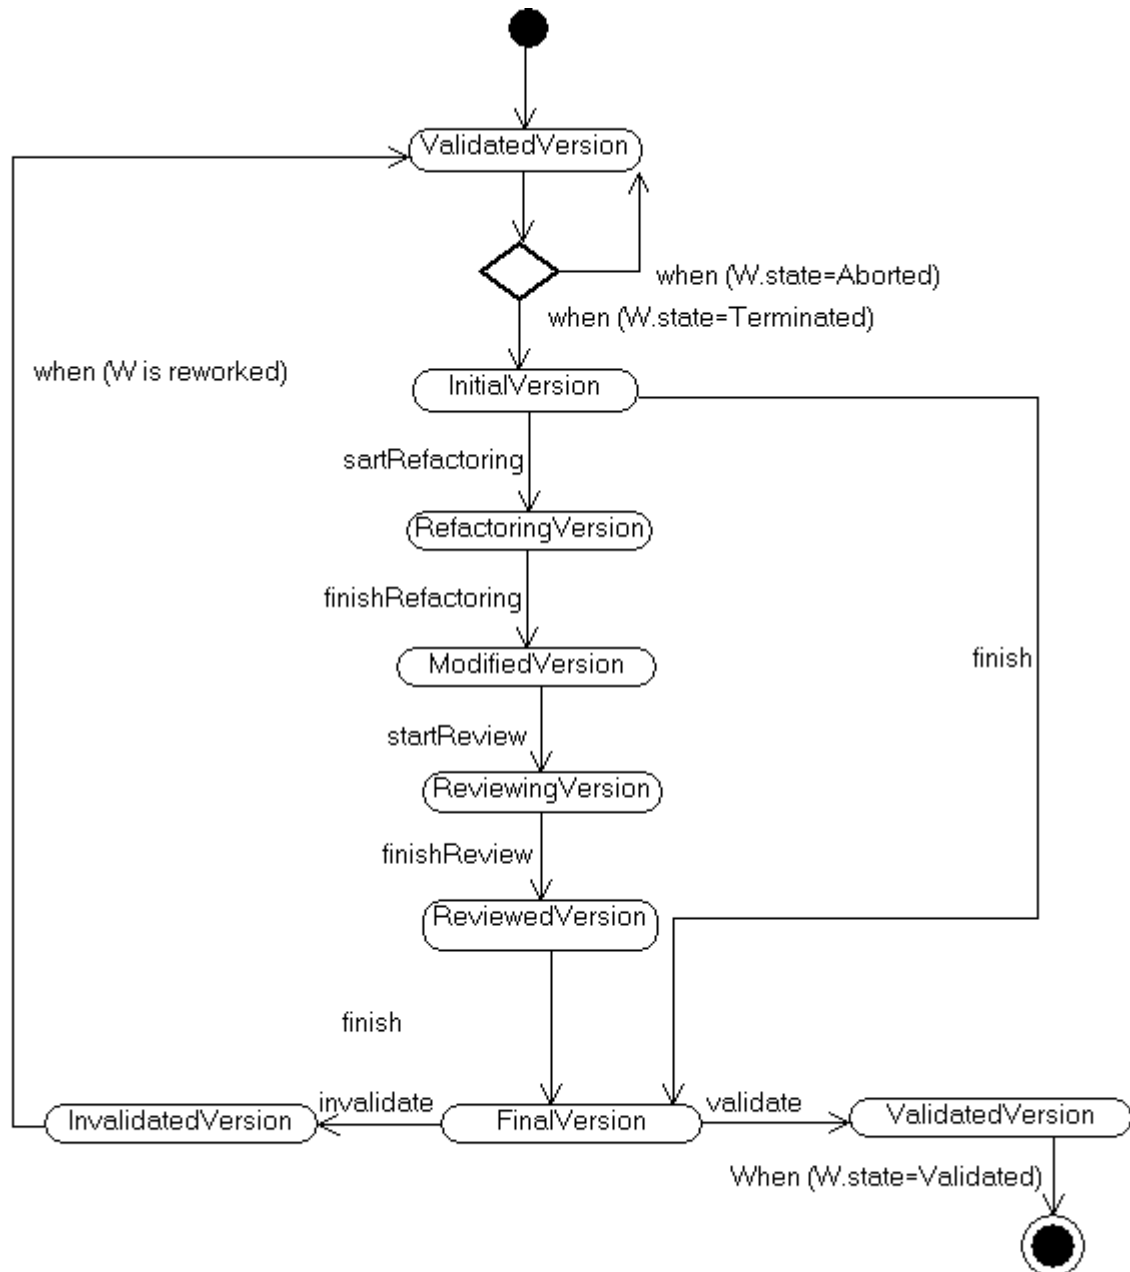 ValidatedVersion
when (W.state=Aborted)
when (W.state=Terminated)
when (W is reworked)
InitialVersion
sartRefactoring
RefactoringVersion
finishRefactoring
ModifiedVersion
finish
startReview
ReviewingVersion
finishReview
ReviewedVersion
finish
invalidate
validate
InvalidatedVersion
FinalVersion
ValidatedVersion
When (W.state=Validated)